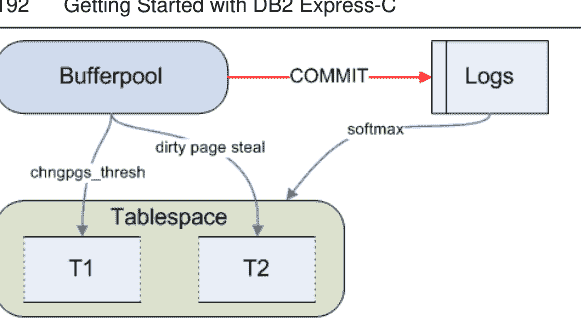 192 Getting Started with DB2 Express-C
Bufferpool
COMMIT
Logs
softmax
dirty page steal
chngpgs_thresh
Tablespace
T1
T2